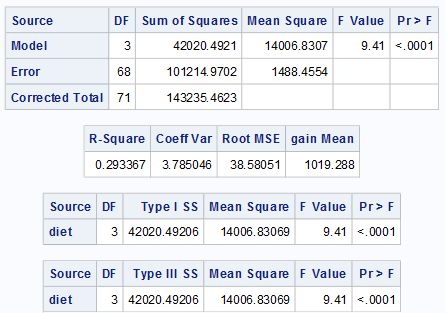 Source DF Sum of Squares Mean Square F Value Pr > F
Model 3 42020.4921 14006.8307 9.41 <.0001
Error 68 101214.9702 1488.4554
Corrected Total 71 143235.4623
R-Square Coeff Var Root MSE gain Mean
0.293367 3.785046 38.58051 1019.288
Source DF Type I SS Mean Square F Value Pr > F
diet 3 42020.49206 14006.83069 9.41 <.0001
Source DF Type III SS Mean Square F Value Pr > F
diet 3 42020.49206 14006.83069 9.41 <.0001